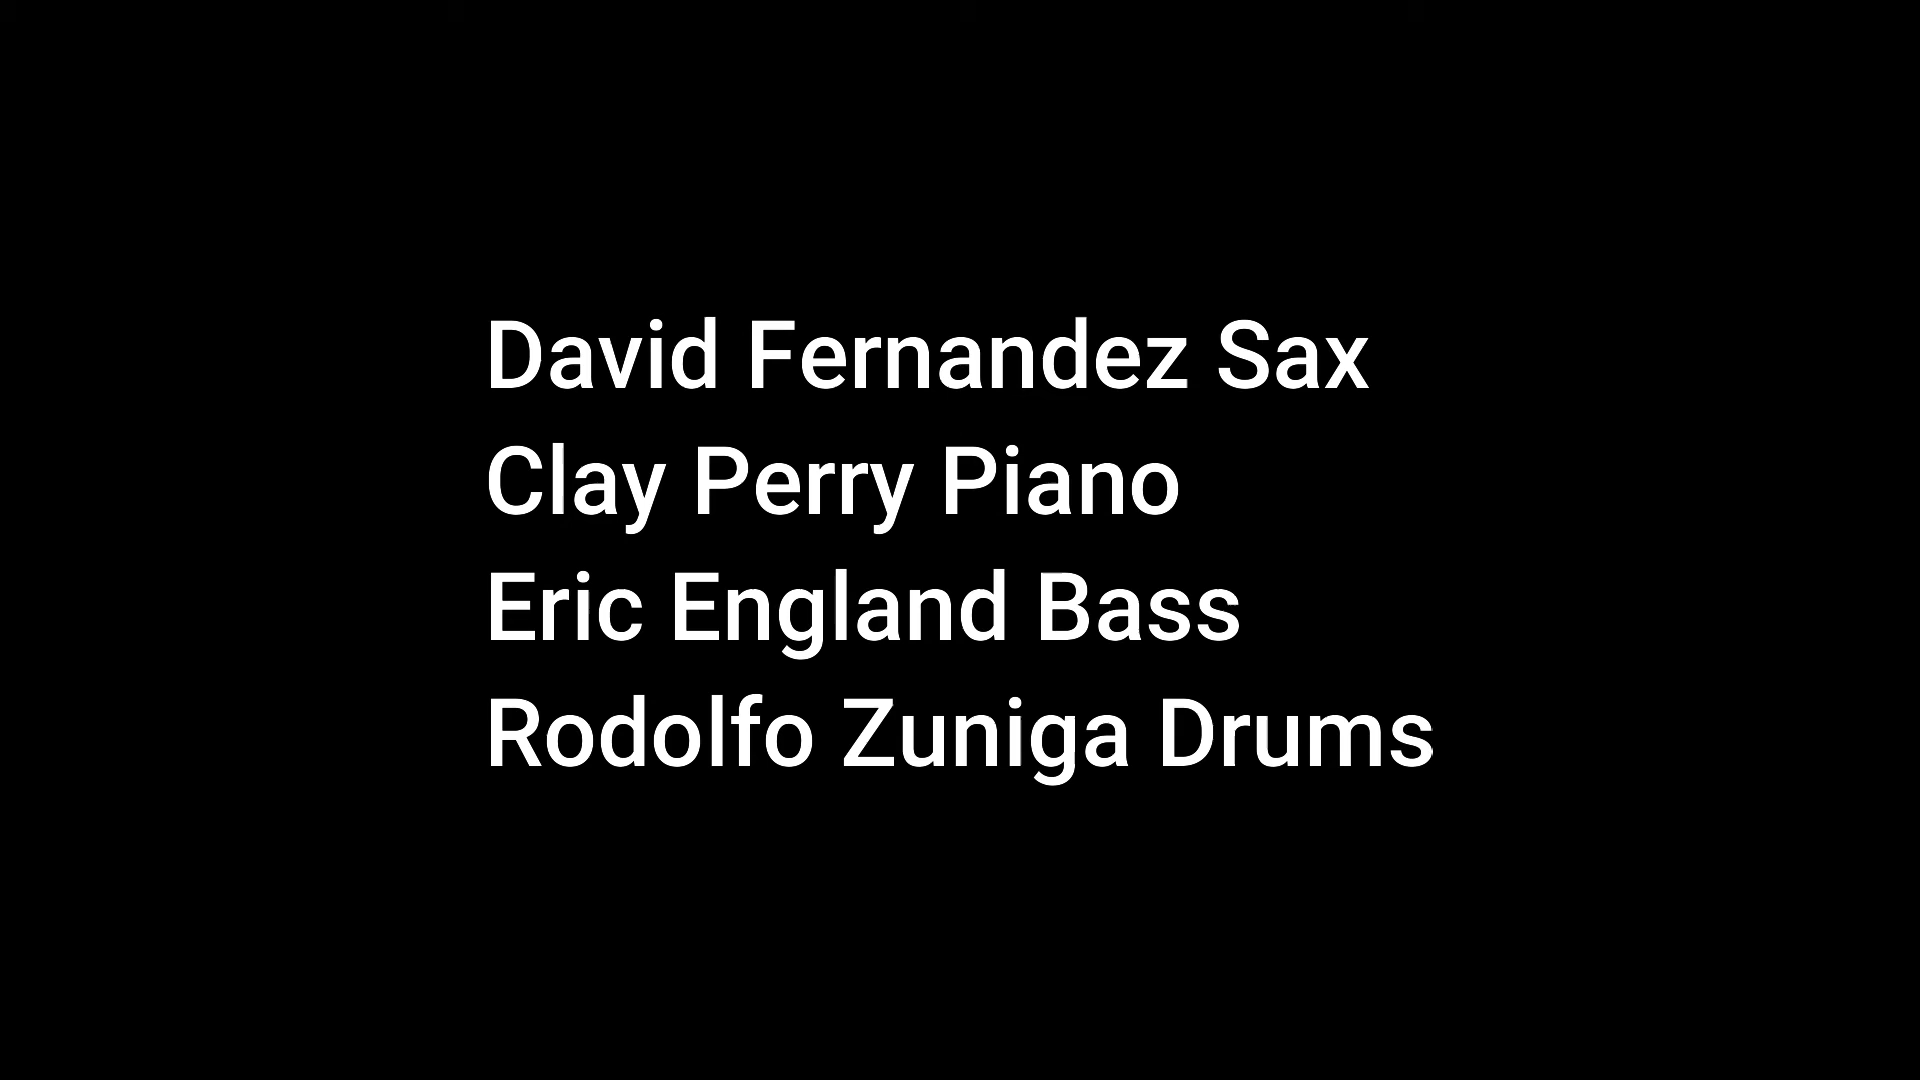 David Fernandez Sax
Clay Perry Piano
Eric England Bass
Rodolfo Zuniga Drums